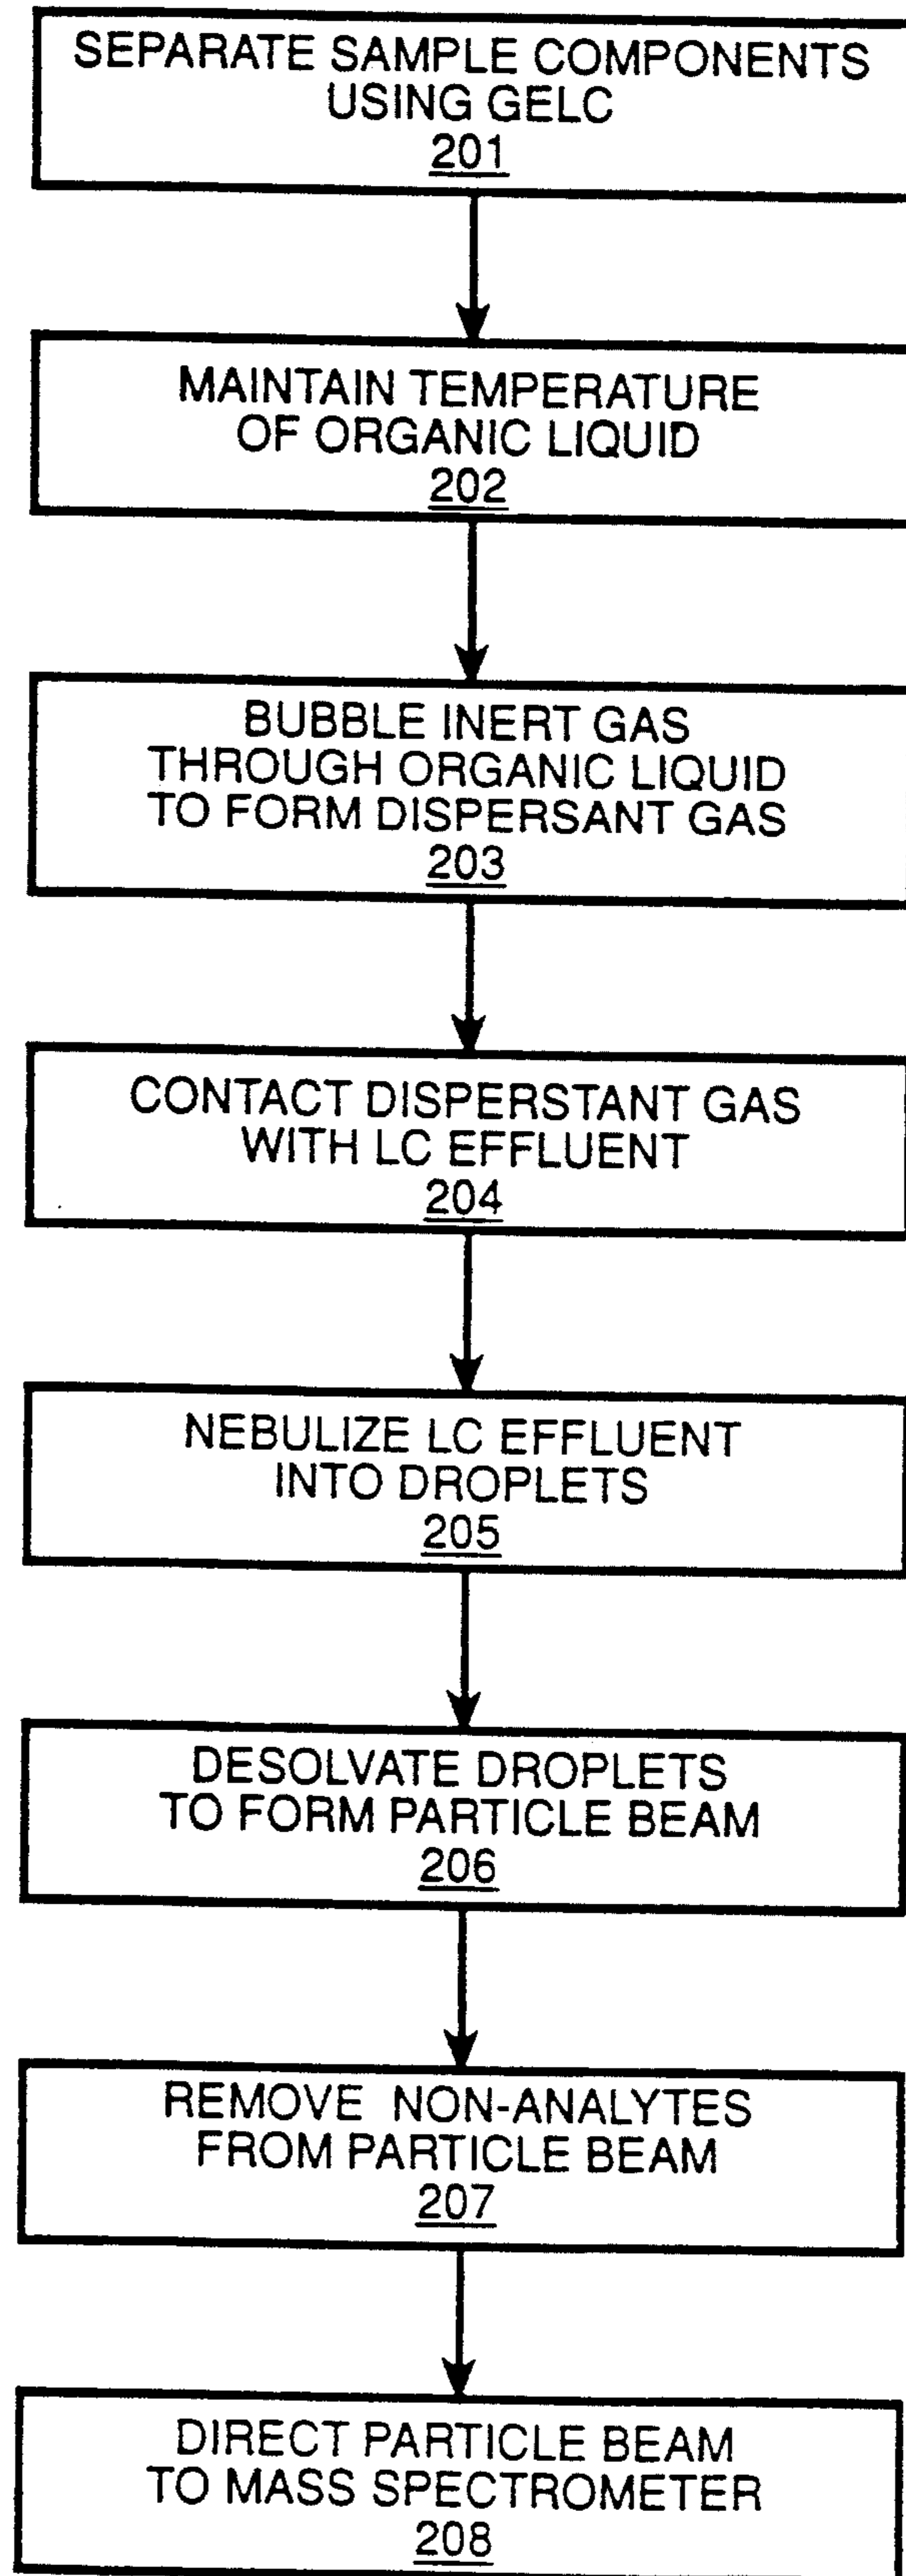 SEPARATE SAMPLE COMPONENTS
USING GELC
201
MAINTAIN TEMPERATURE
OF ORGANIC LIQUID
202
BUBBLE INERT GAS
THROUGH ORGANIC LIQUID
TO FORM DISPERSANT GAS
203
CONTACT DISPERSTANT GAS
WITH LC EFFLUENT
204
NEBULIZE LC EFFLUENT
INTO DROPLETS
205
DESOLVATE DROPLETS
TO FORM PARTICLE BEAM
206
REMOVE NON-ANALYTES
FROM PARTICLE BEAM
207
DIRECT PARTICLE BEAM
TO MASS SPECTROMETER
208